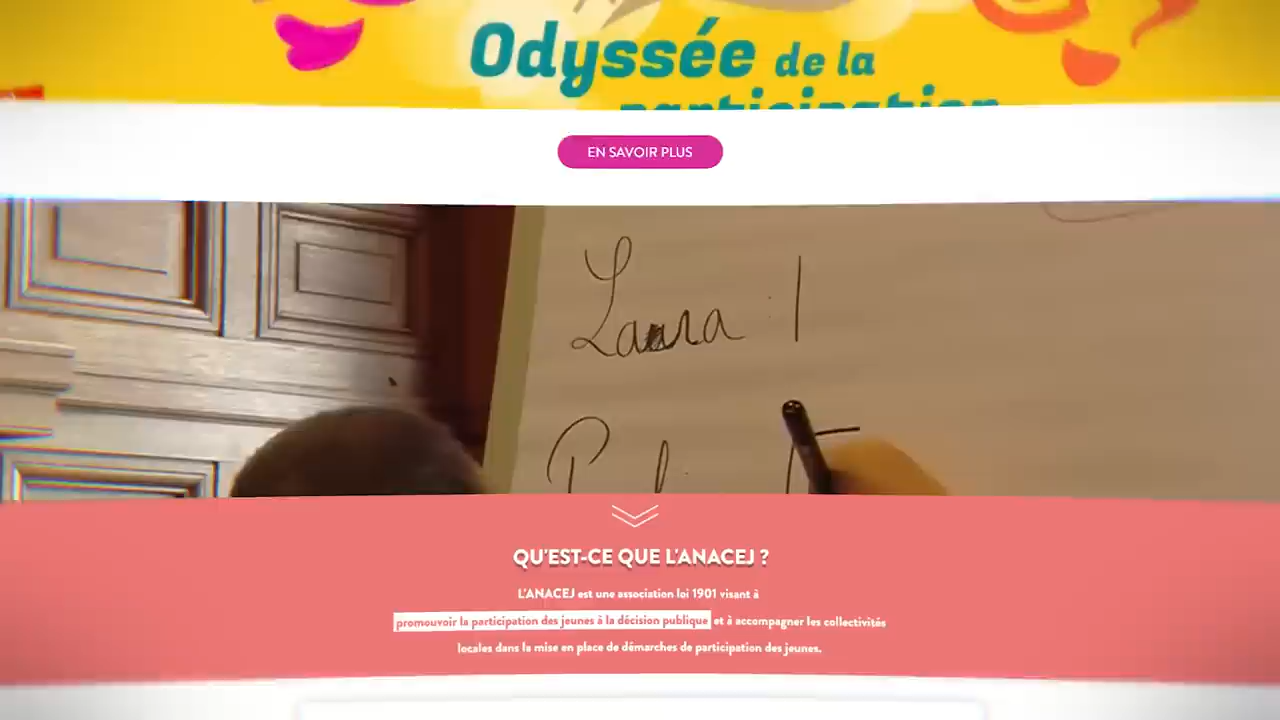 Odyssée de la
participation
EN SAVOIR PLUS
Laura 1
QU'EST-CE QUE L'ANACEJ ?
L'ANACEJ est une association loi 1901 visant à
promouvoir la participation des jeunes à la décision publique et à accompagner les collectivités
locales dans la mise en place de démarches de participation des jeunes.